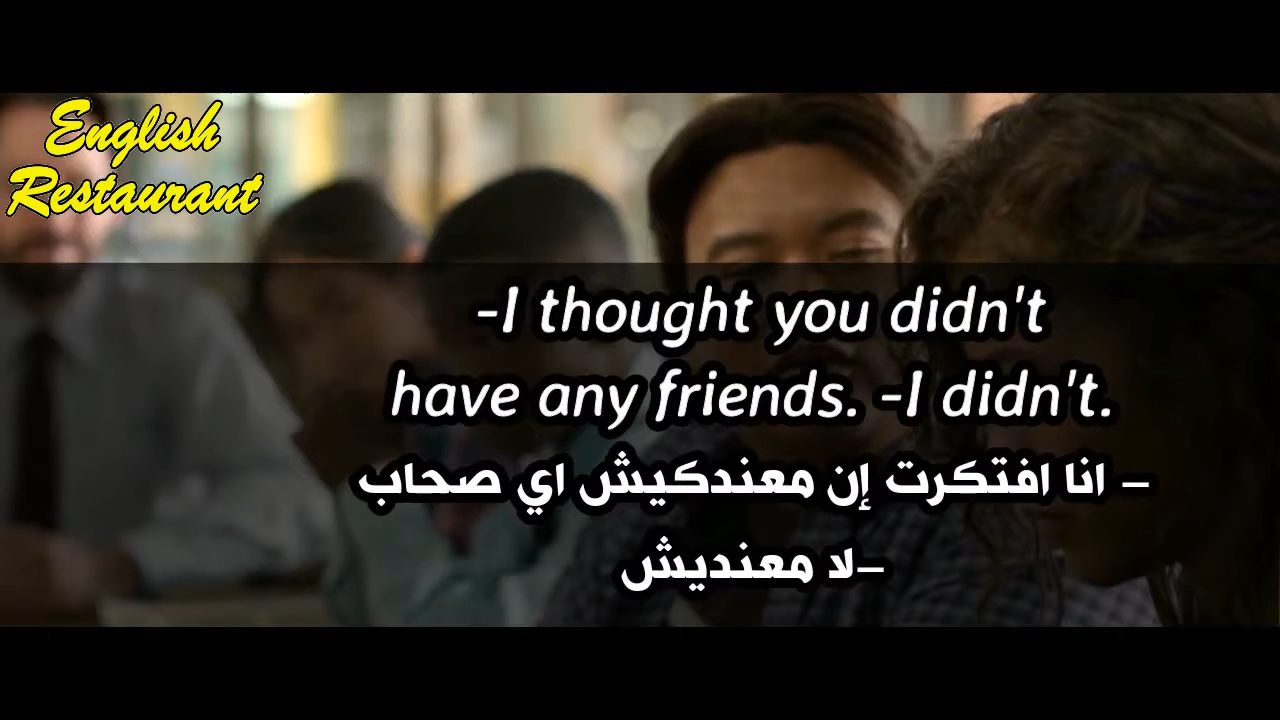 English
Restaurant
-I thought you didn't
have any friends. -I didn't.
- انا افتكرت إن معندكيش اي صحاب
-لا معنديش